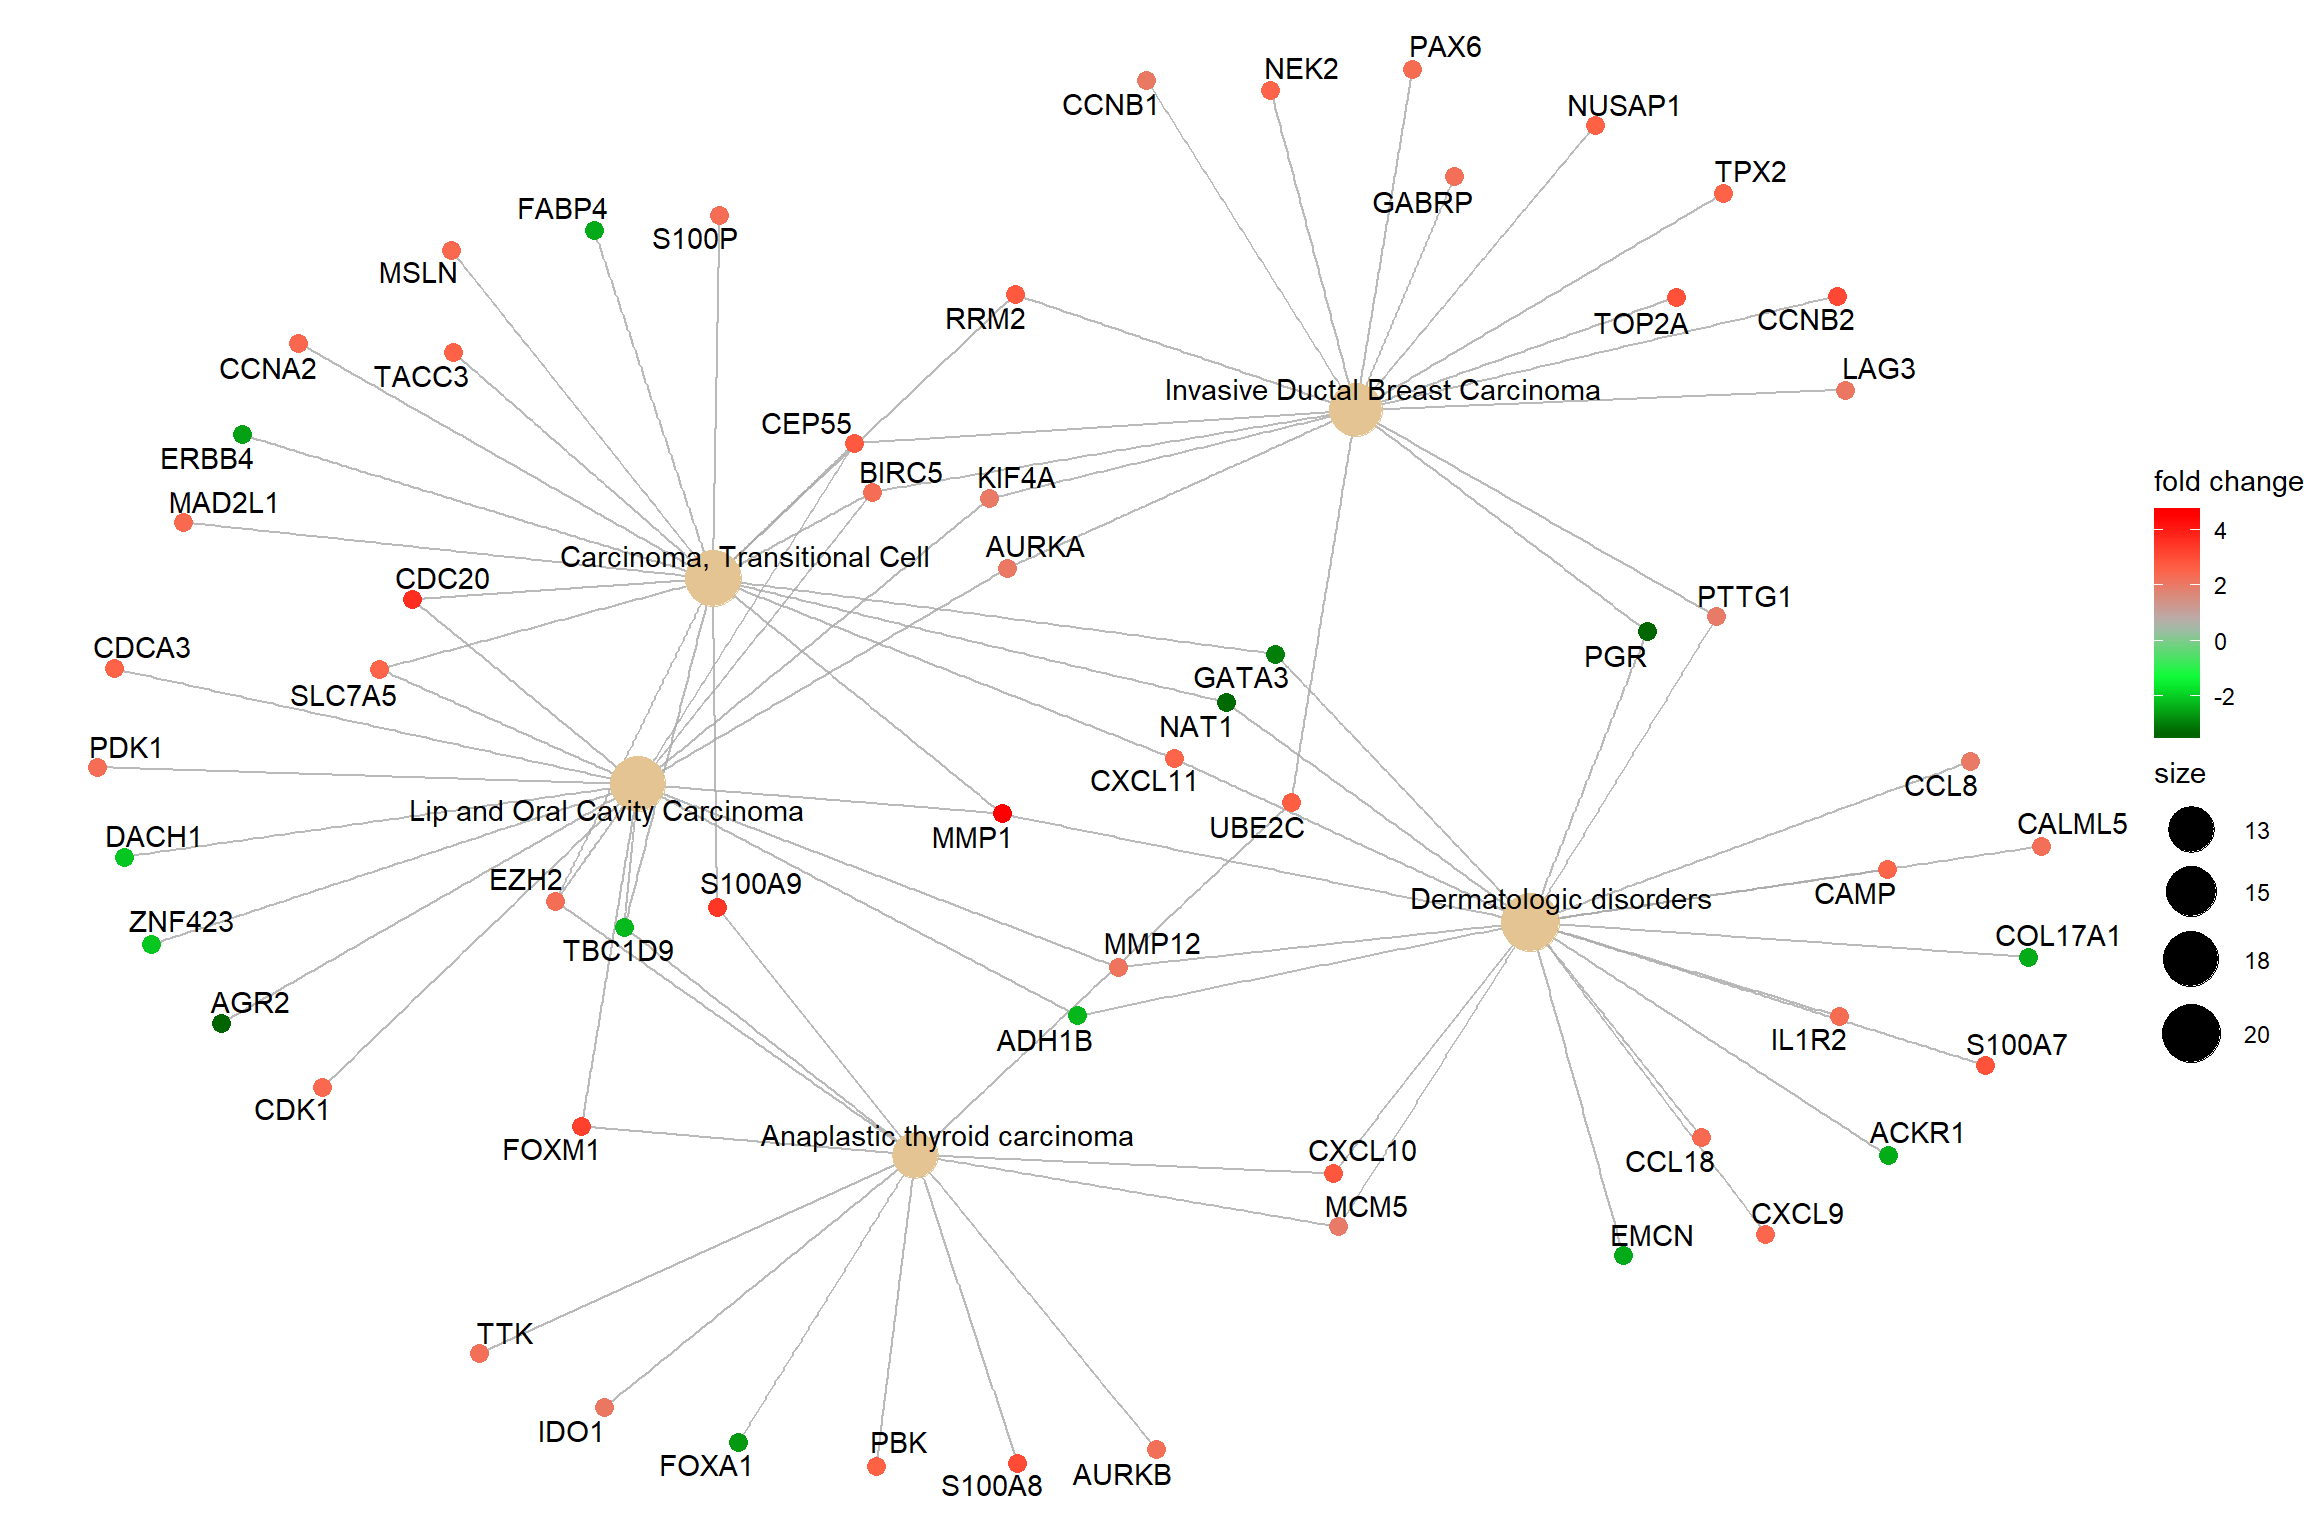 PAX6
NEK2
CCNB1
NUSAP1
TPX2
GABRP
FABP4
S100P
MSLN
RRM2
TOP2A
CCNB2
CCNA2
TACC3
LAG3
Invasive Ductal Breast Carcinoma
CEP55
ERBB4
BIRC5
KIF4A
MAD2L1
AURKA
Carcinoma, Transitional Cell
CDC20
PTTG1
CDCA3
PGR
GATA3
SLC7A5
NAT1
PDK1
CXCL11
CCL8
Lip and Oral Cavity Carcinoma
UBE2C
CALML5
DACH1
MMP1
EZH2
S100A9
CAMP
Dermatologic disorders
ZNF423
COL17A1
MMP12
TBC1D9
AGR2
ADH1B
IL1R2
S100A7
CDK1
ACKR1
Anaplastic thyroid carcinoma
FOXM1
CXCL10
CCL18
MCM5
CXCL9
EMCN
TTK
IDO1
PBK
FOXA1
AURKB
S100A8
fold change
4
2
0
-2
size
13
15
18
20